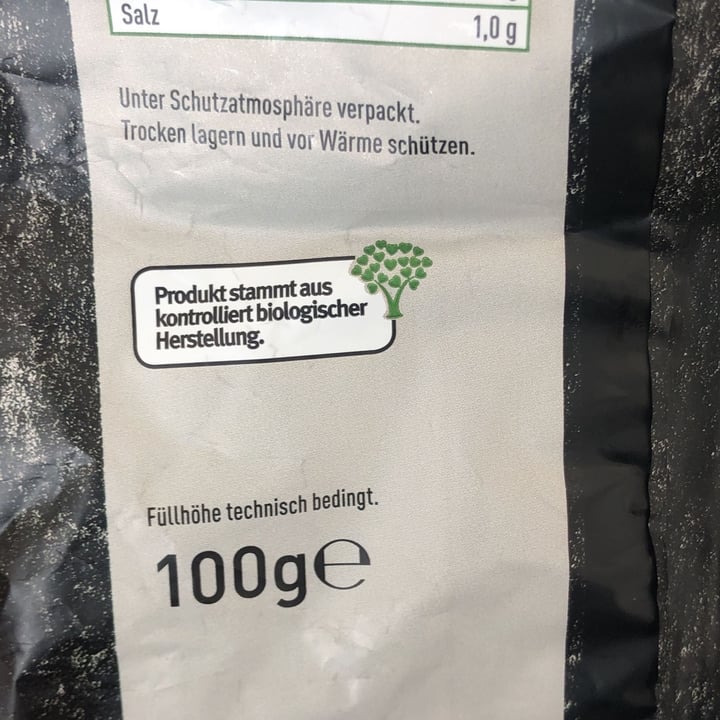 Salz 1,0 g
Unter Schutzatmosphäre verpackt.
Trocken lagern und vor Wärme schützen.
Produkt stammt aus
kontrolliert biologischer
Herstellung.
Füllhöhe technisch bedingt.
100g℮